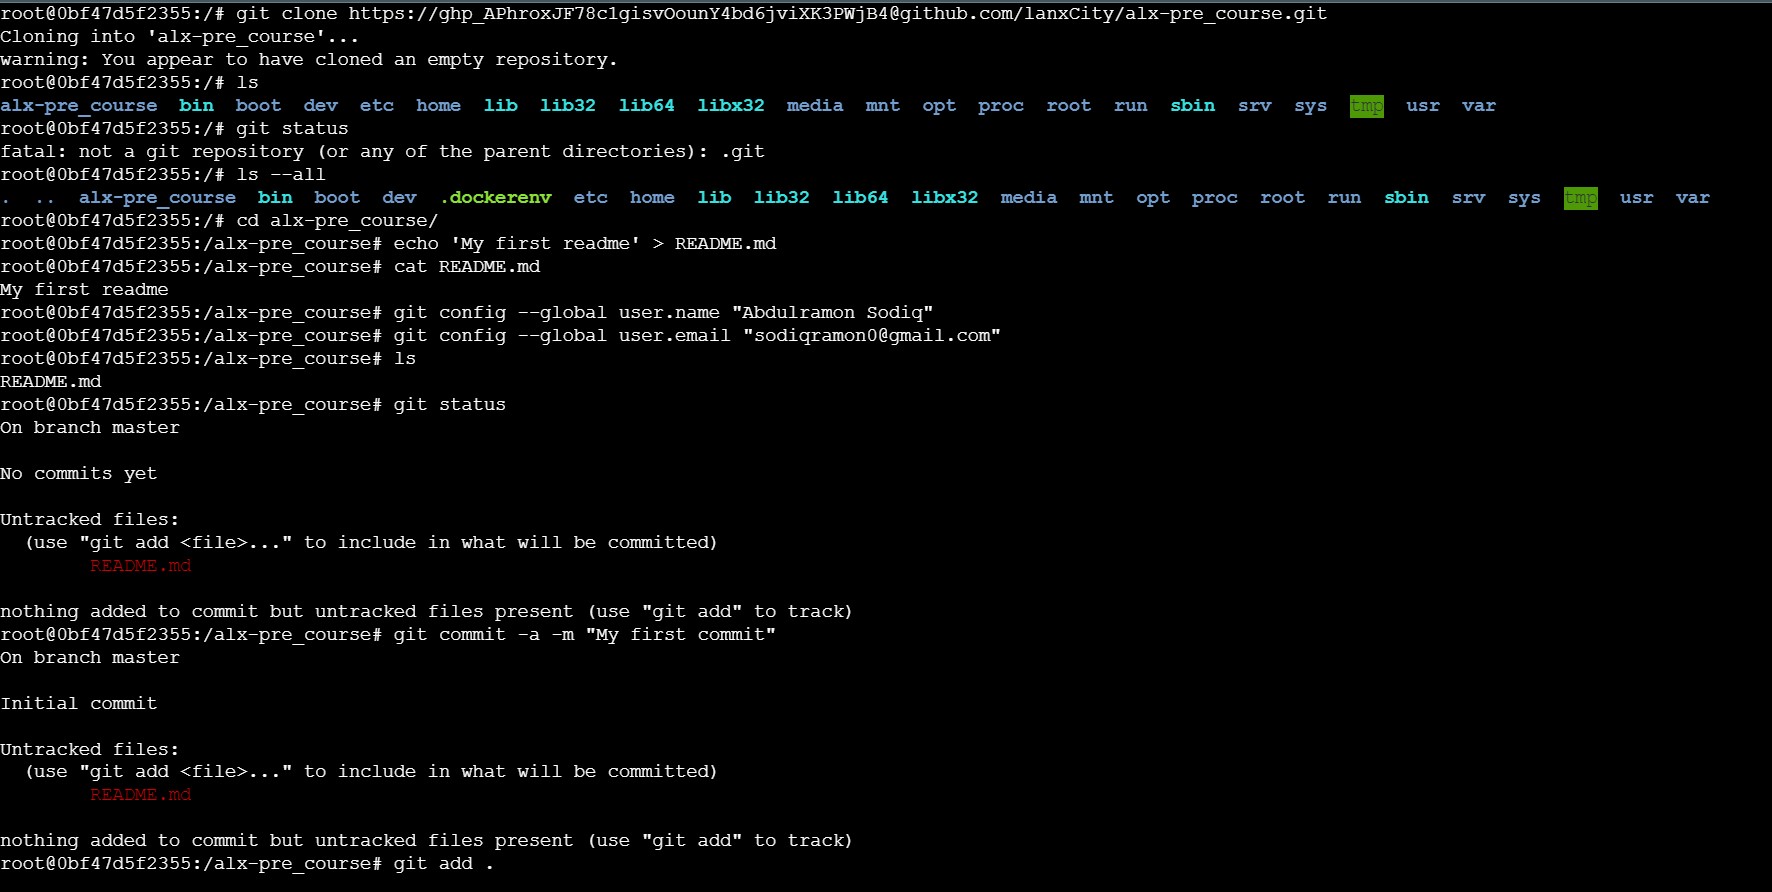 root@0bf47d5f2355:/# git clone https://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@github.com/lanxCity/alx-pre_course.git
Cloning into 'alx-pre_course'...
warning: You appear to have cloned an empty repository.
root@0bf47d5f2355:/# ls
alx-pre_course  bin  boot  dev  etc  home  lib  lib32  lib64  libx32  media  mnt  opt  proc  root  run  sbin  srv  sys  tmp  usr  var
root@0bf47d5f2355:/# git status
fatal: not a git repository (or any of the parent directories): .git
root@0bf47d5f2355:/# ls --all
.  ..  alx-pre_course  bin  boot  dev  .dockerenv  etc  home  lib  lib32  lib64  libx32  media  mnt  opt  proc  root  run  sbin  srv  sys  tmp  usr  var
root@0bf47d5f2355:/# cd alx-pre_course/
root@0bf47d5f2355:/alx-pre_course# echo 'My first readme' > README.md
root@0bf47d5f2355:/alx-pre_course# cat README.md
My first readme
root@0bf47d5f2355:/alx-pre_course# git config --global user.name "Abdulramon Sodiq"
root@0bf47d5f2355:/alx-pre_course# git config --global user.email "sodiqramon0@gmail.com"
root@0bf47d5f2355:/alx-pre_course# ls
README.md
root@0bf47d5f2355:/alx-pre_course# git status
On branch master

No commits yet

Untracked files:
  (use "git add <file>..." to include in what will be committed)
        README.md

nothing added to commit but untracked files present (use "git add" to track)
root@0bf47d5f2355:/alx-pre_course# git commit -a -m "My first commit"
On branch master

Initial commit

Untracked files:
  (use "git add <file>..." to include in what will be committed)
        README.md

nothing added to commit but untracked files present (use "git add" to track)
root@0bf47d5f2355:/alx-pre_course# git add .